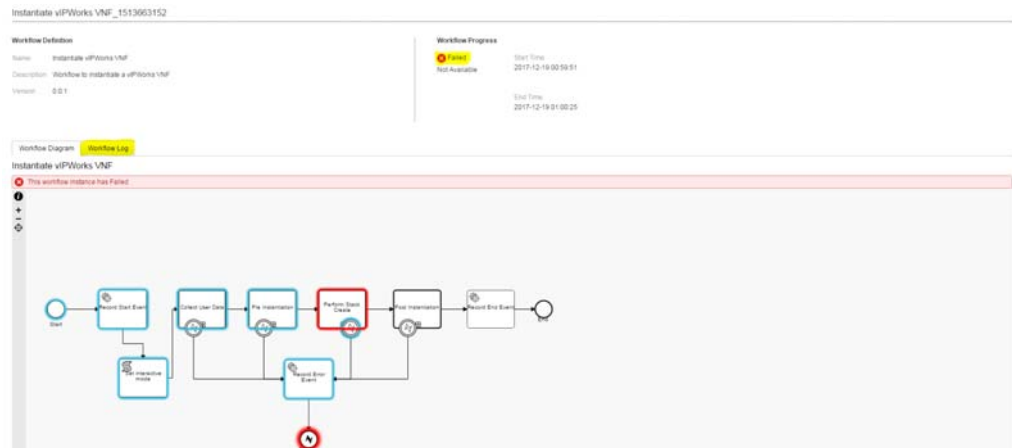 Instantiate vIPWorks VNF_1513663152
Workflow Definition
Name Instantiate vIPWorks VNF
Description Workflow to instantiate a vIPWorks VNF
Version 0.0.1
Workflow Progress
Failed
Not Available
Start Time
2017-12-19 00:59:51
End Time
2017-12-19 01:00:25
Workflow Diagram
Workflow Log
Instantiate vIPWorks VNF
This workflow instance has Failed
Start
Record Start Event
Set Interactive
mode
Collect User Data
Pre Instantiation
Perform Stack
Create
Post Instantiation
Record End Event
End
Record Error
Event